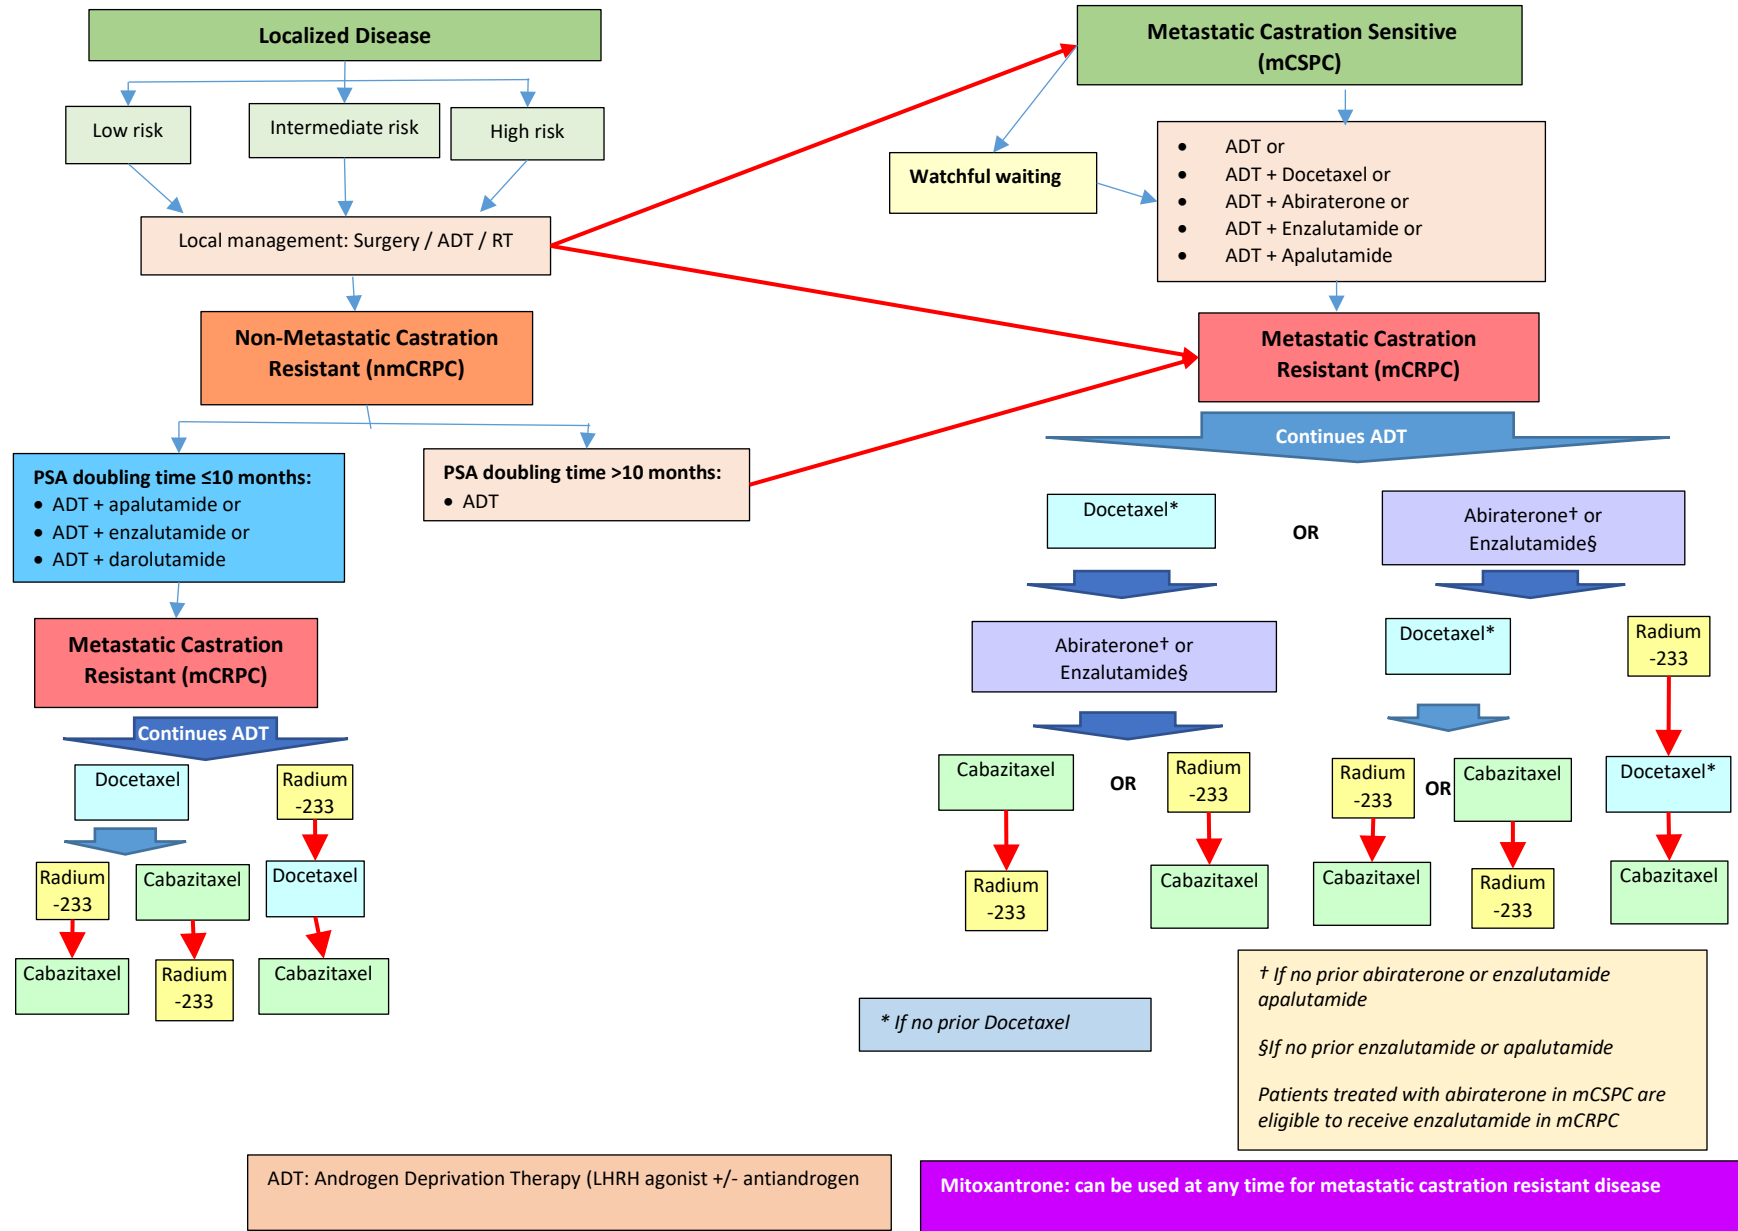 Localized Disease
Low risk
Intermediate risk
High risk
Local management: Surgery / ADT / RT
Non-Metastatic Castration
Resistant (nmCRPC)
PSA doubling time ≤10 months:
• ADT + apalutamide or
• ADT + enzalutamide or
• ADT + darolutamide
PSA doubling time >10 months:
• ADT
Metastatic Castration
Resistant (mCRPC)
Continues ADT
Docetaxel
Radium
-233
Radium
-233
Cabazitaxel
Docetaxel
Cabazitaxel
Radium
-233
Cabazitaxel
Metastatic Castration Sensitive
(mCSPC)
Watchful waiting
• ADT or
• ADT + Docetaxel or
• ADT + Abiraterone or
• ADT + Enzalutamide or
• ADT + Apalutamide
Metastatic Castration
Resistant (mCRPC)
Continues ADT
Docetaxel*
OR
Abiraterone† or
Enzalutamide§
Abiraterone† or
Enzalutamide§
Docetaxel*
Radium
-233
Cabazitaxel
OR
Radium
-233
Radium
-233
OR
Cabazitaxel
Docetaxel*
Radium
-233
Cabazitaxel
Cabazitaxel
Radium
-233
Cabazitaxel
* If no prior Docetaxel
† If no prior abiraterone or enzalutamide
apalutamide
§If no prior enzalutamide or apalutamide
Patients treated with abiraterone in mCSPC are
eligible to receive enzalutamide in mCRPC
ADT: Androgen Deprivation Therapy (LHRH agonist +/- antiandrogen
Mitoxantrone: can be used at any time for metastatic castration resistant disease